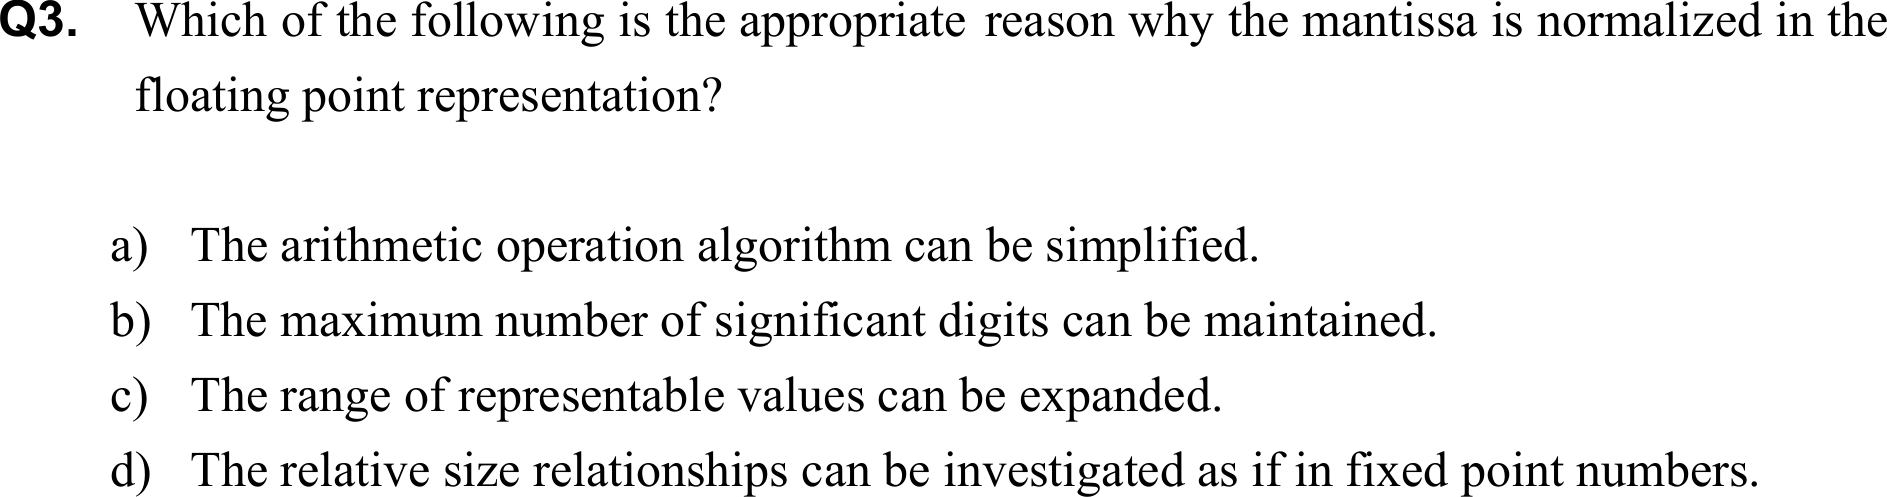 Q3. Which of the following is the appropriate reason why the mantissa is normalized in the
floating point representation?
a) The arithmetic operation algorithm can be simplified.
b) The maximum number of significant digits can be maintained.
c) The range of representable values can be expanded.
d) The relative size relationships can be investigated as if in fixed point numbers.